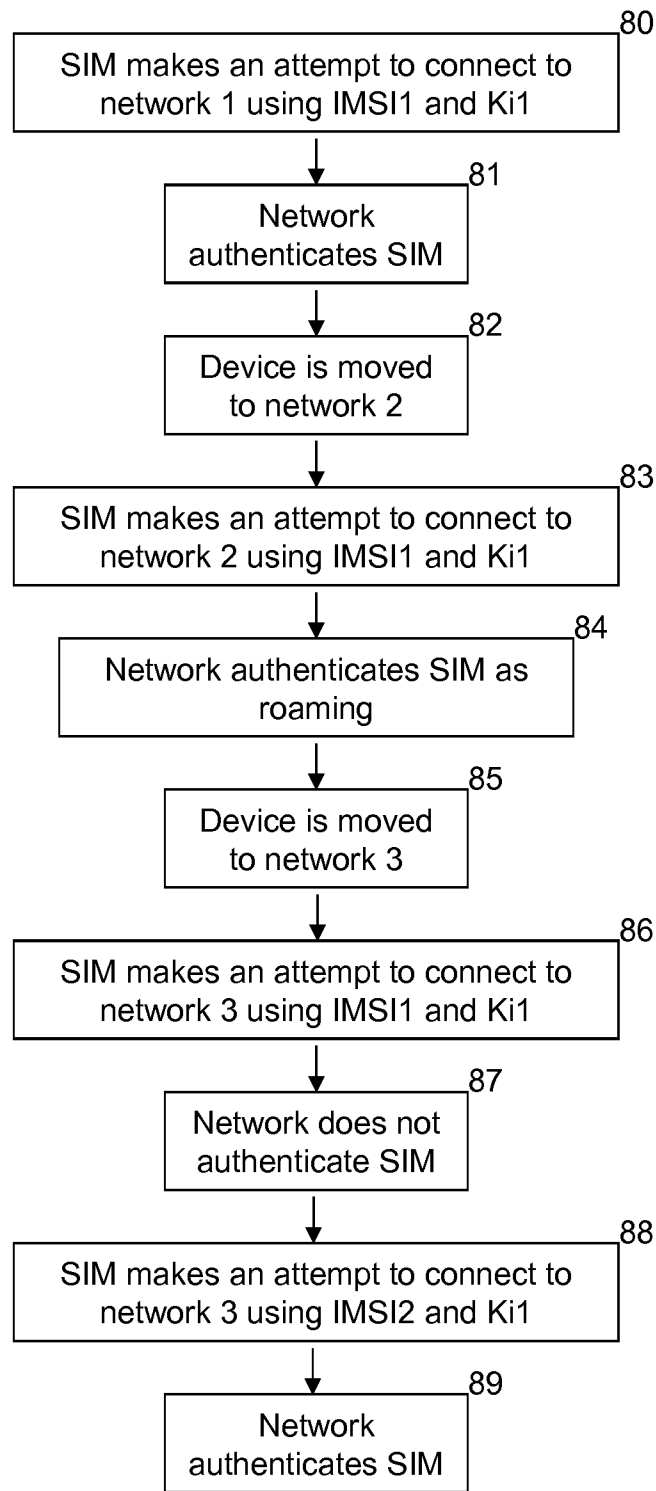 80
SIM makes an attempt to connect to
network 1 using IMSI1 and Ki1
81
Network
authenticates SIM
82
Device is moved
to network 2
83
SIM makes an attempt to connect to
network 2 using IMSI1 and Ki1
84
Network authenticates SIM as
roaming
85
Device is moved
to network 3
86
SIM makes an attempt to connect to
network 3 using IMSI1 and Ki1
87
Network does not
authenticate SIM
88
SIM makes an attempt to connect to
network 3 using IMSI2 and Ki1
89
Network
authenticates SIM